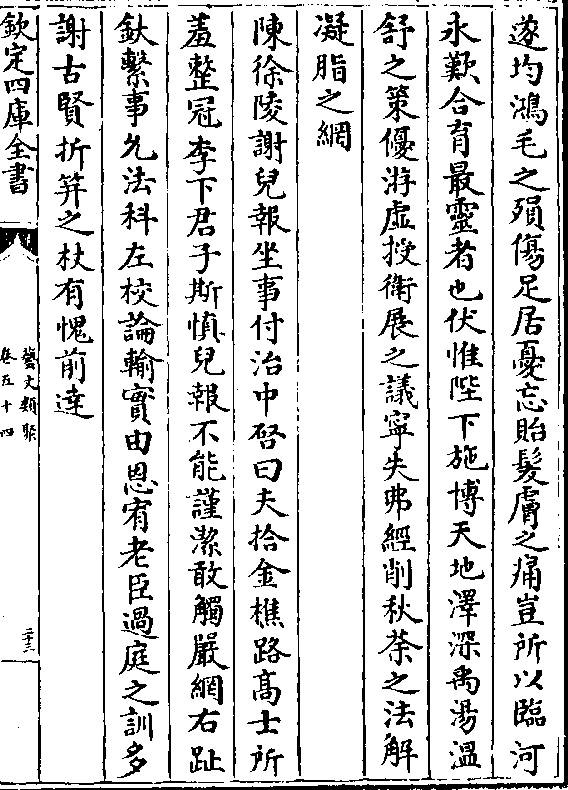 遂均鴻毛之殞傷足居憂忘貽髮膚之痛豈所以臨河
永歎合育最靈者也伏惟陛下施博天地澤深禹湯溫
舒之策優游虛授衛展之議寧失弗經削秋荼之法解
凝脂之網
陳徐陵謝兒報坐事付治中啓曰夫拾金樵路高士所
羞整冠李下君子斯慎兒報不能謹潔敢觸嚴網右趾
釱繫事允法科左校論輸實由恩宥老臣過庭之訓多
謝古賢折笄之杖有愧前達
欽定四庫全書
藝文類聚
卷五十四
二十三